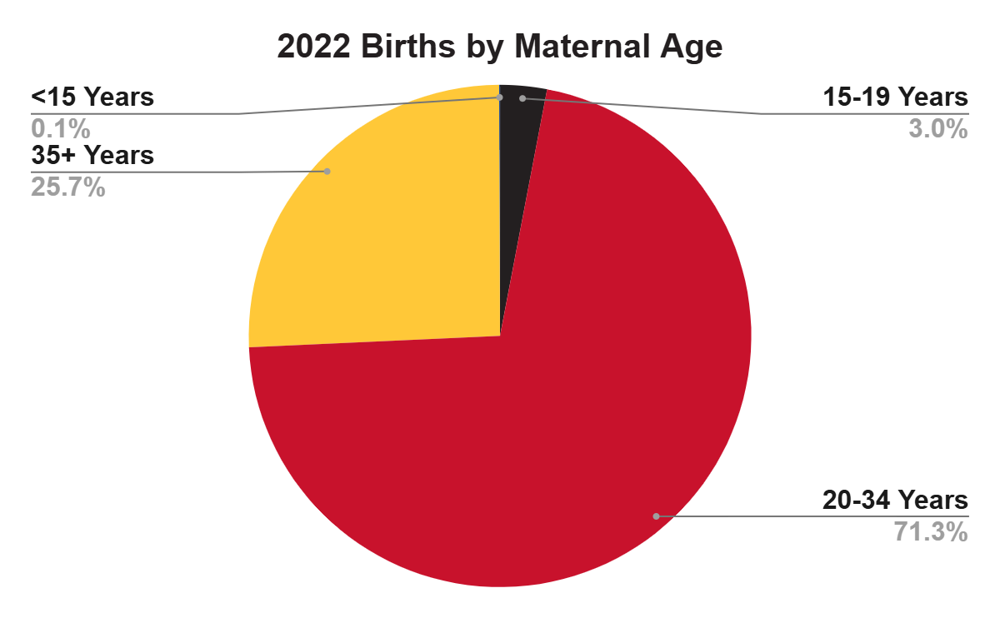 2022 Births by Maternal Age
<15 Years
0.1%
35+ Years
25.7%
15-19 Years
3.0%
20-34 Years
71.3%